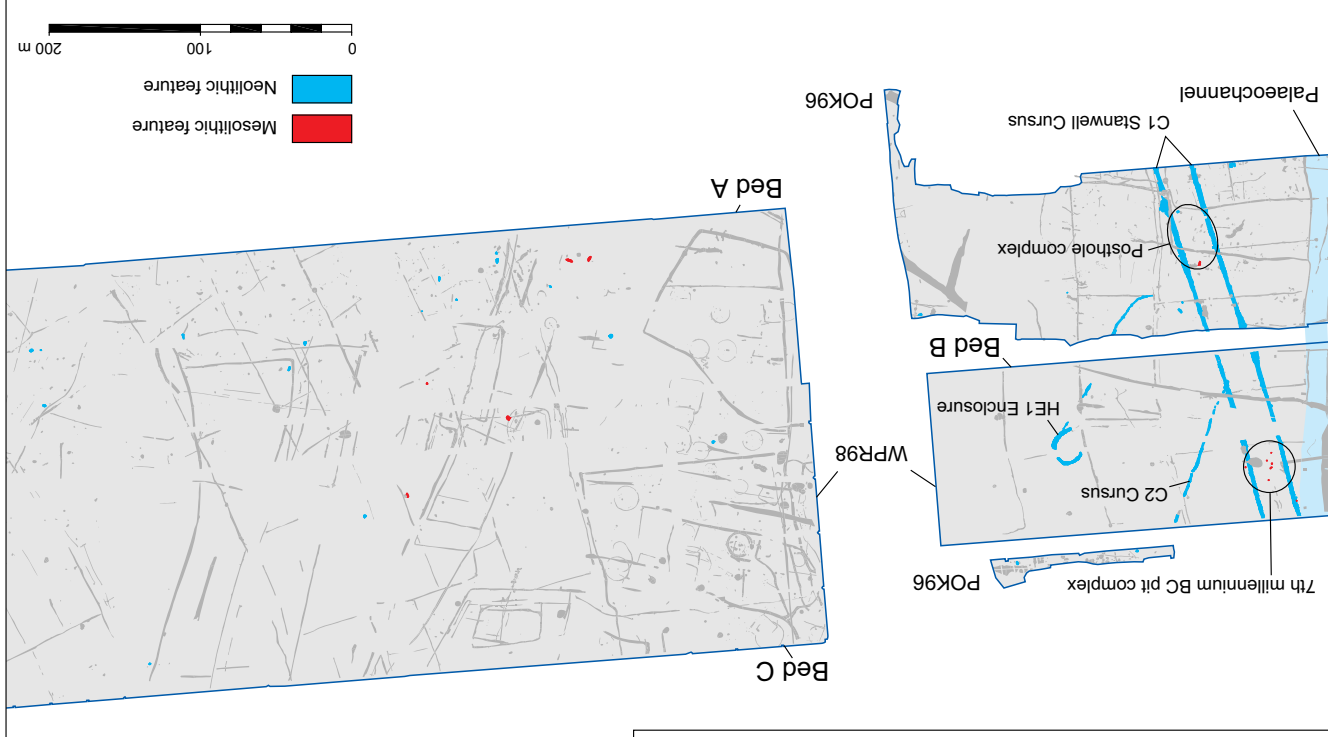 Bed C
7th millennium BC pit complex
POK96
C2 Cursus
WPR98
HE1 Enclosure
Bed B
Posthole complex
Bed A
C1 Stanwell Cursus
Palaeochannel
POK96
Mesolithic feature
Neolithic feature
0 100 200 m